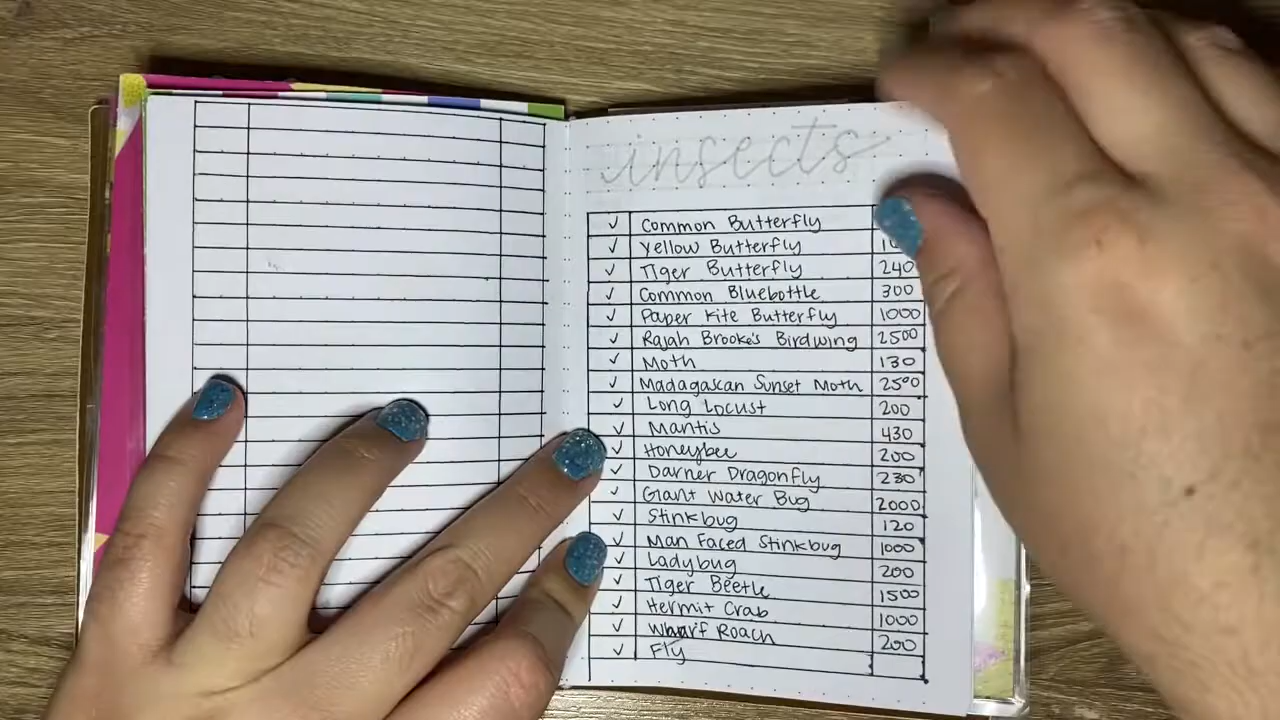 insects
✓ Common Butterfly
✓ Yellow Butterfly
✓ Tiger Butterfly 240
✓ Common Bluebottle 300
✓ Paper Kite Butterfly 1000
✓ Rajah Brooke's Birdwing 2500
✓ Moth 130
✓ Madagascan Sunset Moth 2500
✓ Long Locust 200
✓ Mantis 430
✓ Honeybee 200
✓ Darner Dragonfly 230
✓ Giant Water Bug 2000
✓ Stinkbug 120
✓ Man Faced Stinkbug 1000
✓ Ladybug 200
✓ Tiger Beetle 1500
✓ Hermit Crab 1000
✓ Wharf Roach 200
✓ Fly